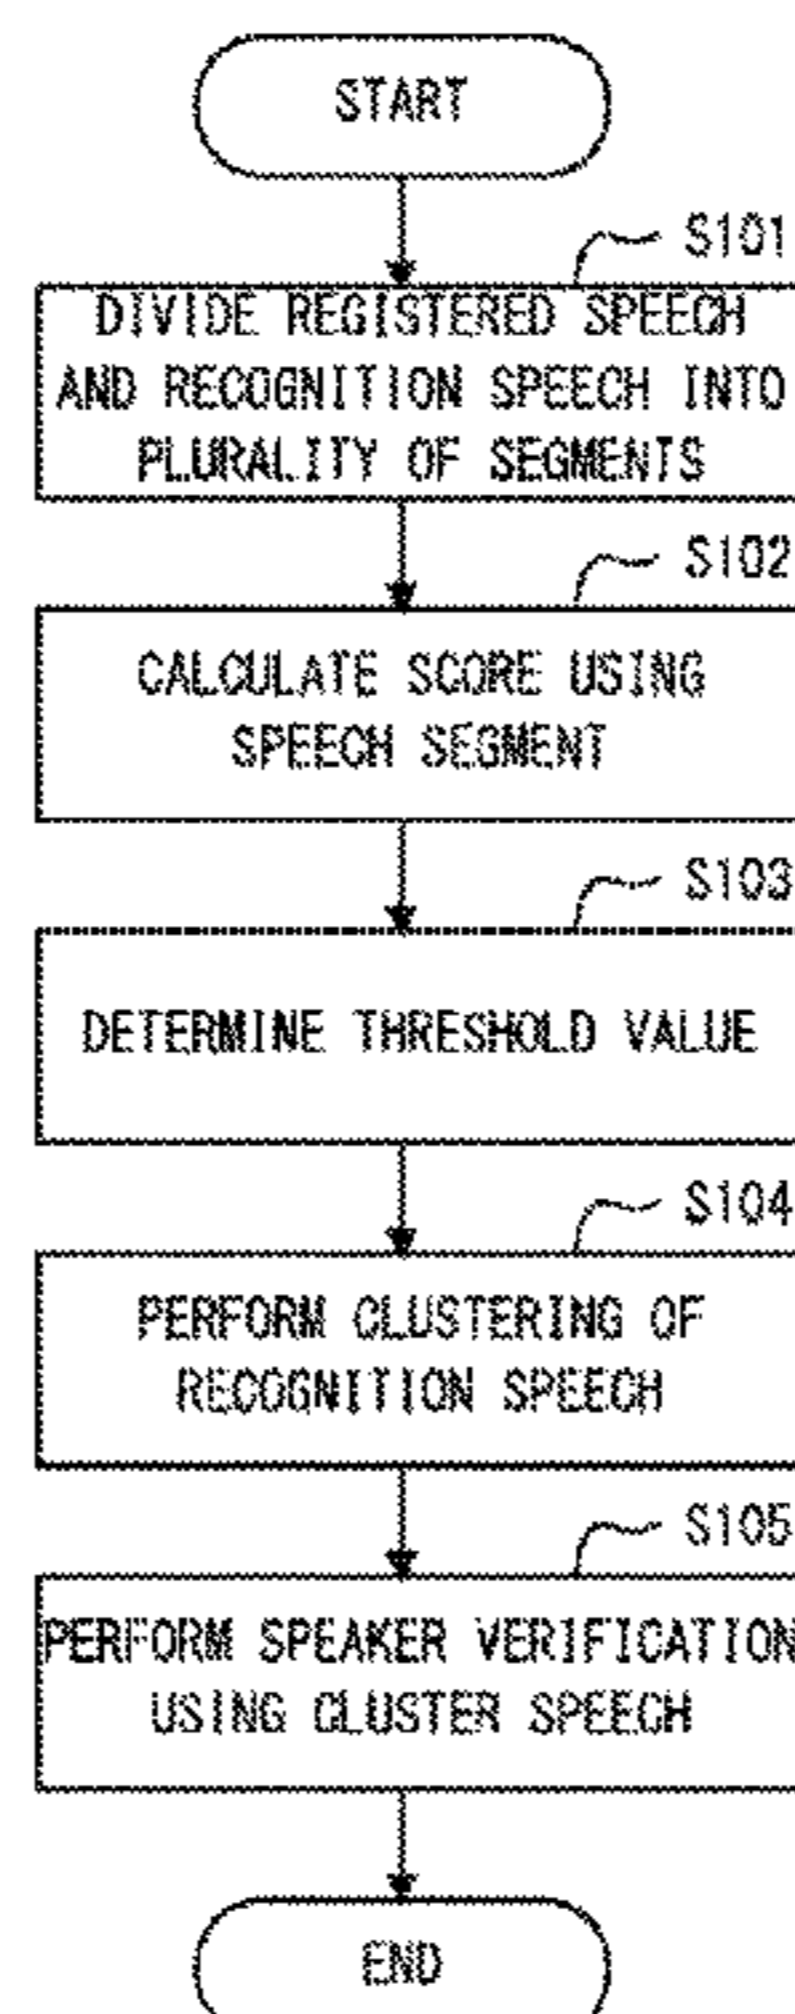 START
S101
DIVIDE REGISTERED SPEECH
AND RECOGNITION SPEECH INTO
PLURALITY OF SEGMENTS
S102
CALCULATE SCORE USING
SPEECH SEGMENT
S103
DETERMINE THRESHOLD VALUE
S104
PERFORM CLUSTERING OF
RECOGNITION SPEECH
S105
PERFORM SPEAKER VERIFICATION
USING CLUSTER SPEECH
END